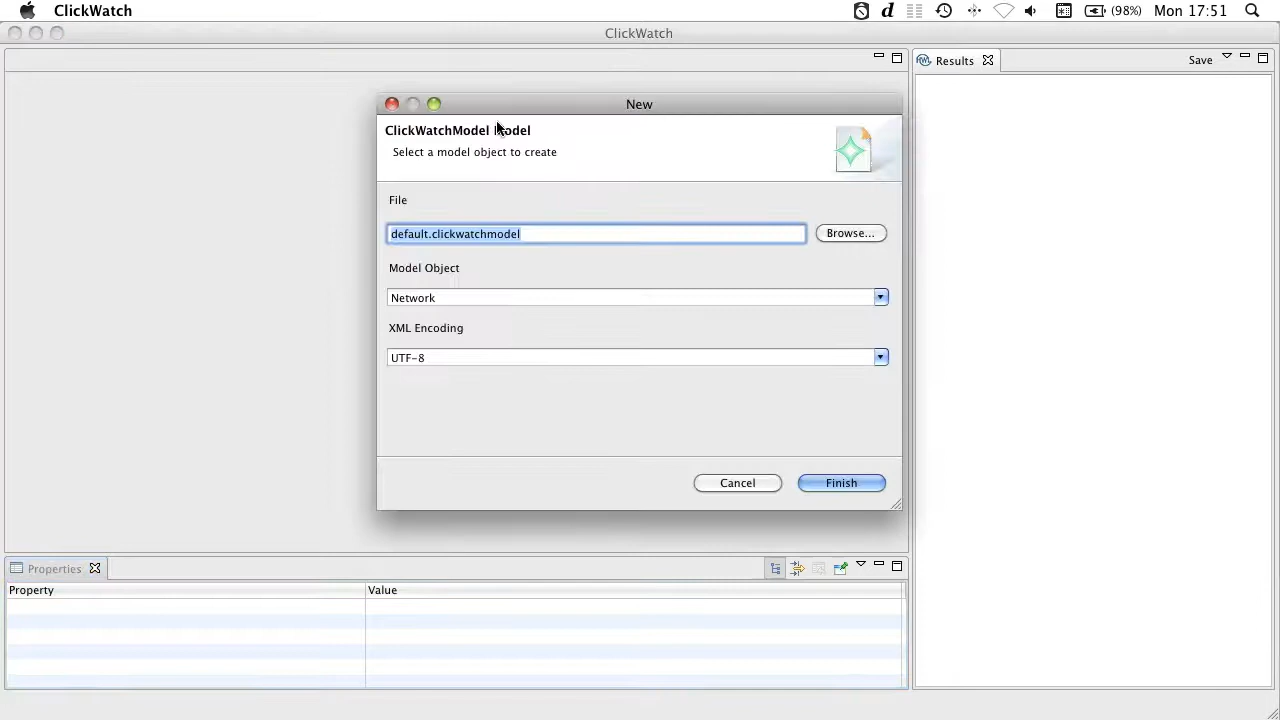 ClickWatch
d
(98%)
Mon 17:51
ClickWatch
Results
Save
New
ClickWatchModel Model
Select a model object to create
File
default.clickwatchmodel
Browse...
Model Object
Network
XML Encoding
UTF-8
Cancel
Finish
Properties
Property
Value